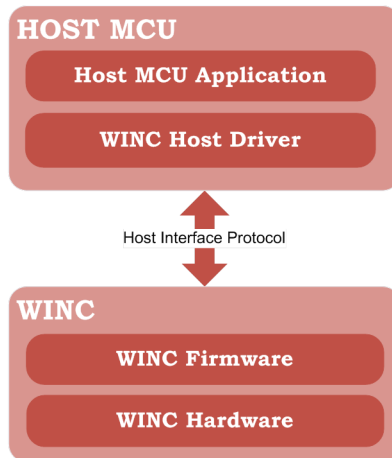 HOST MCU
Host MCU Application
WINC Host Driver
Host Interface Protocol
WINC
WINC Firmware
WINC Hardware